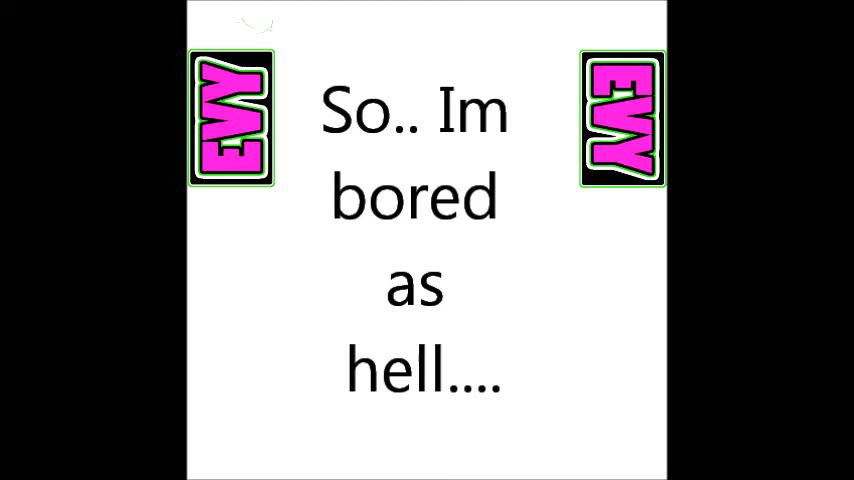 EVY
EVY
So.. Im
bored
as
hell....